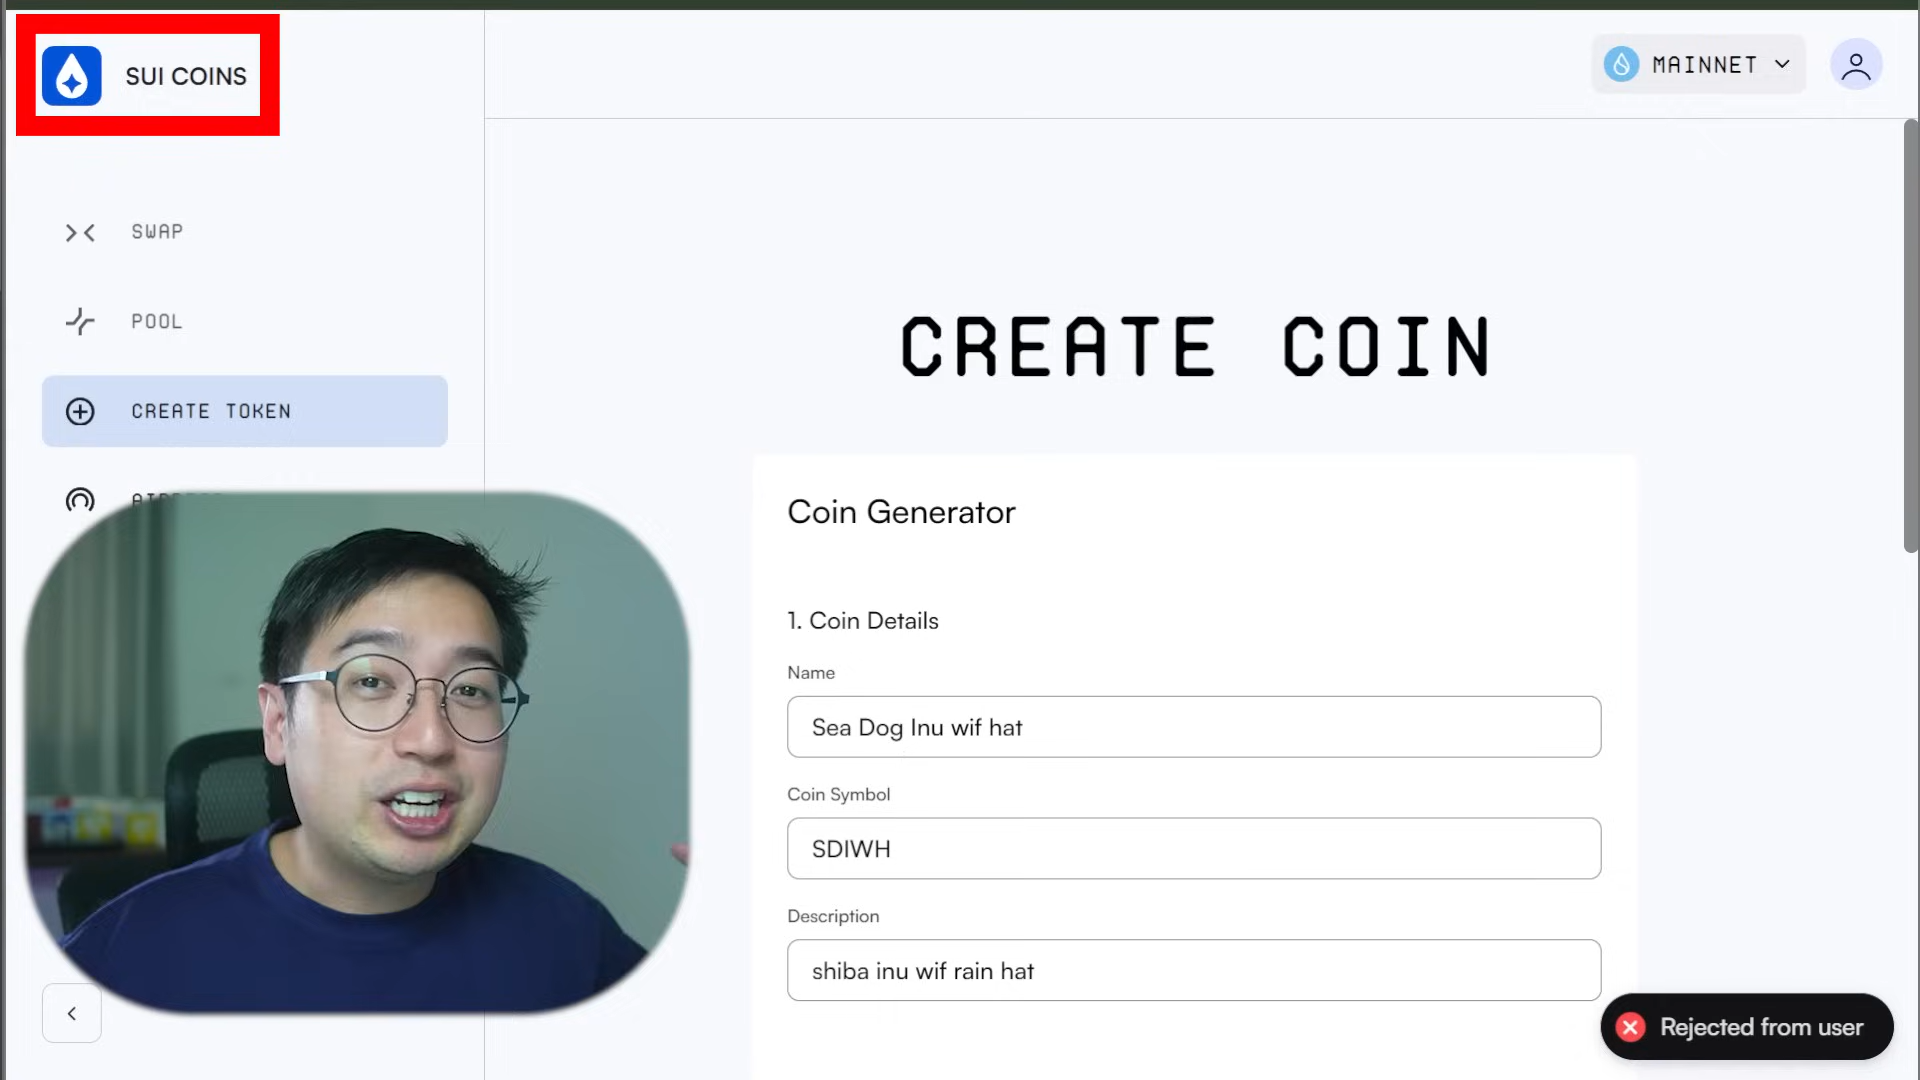 SUI COINS
MAINNET
SWAP
POOL
CREATE TOKEN
CREATE COIN
Coin Generator
1. Coin Details
Name
Sea Dog Inu wif hat
Coin Symbol
SDIWH
Description
shiba inu wif rain hat
Rejected from user